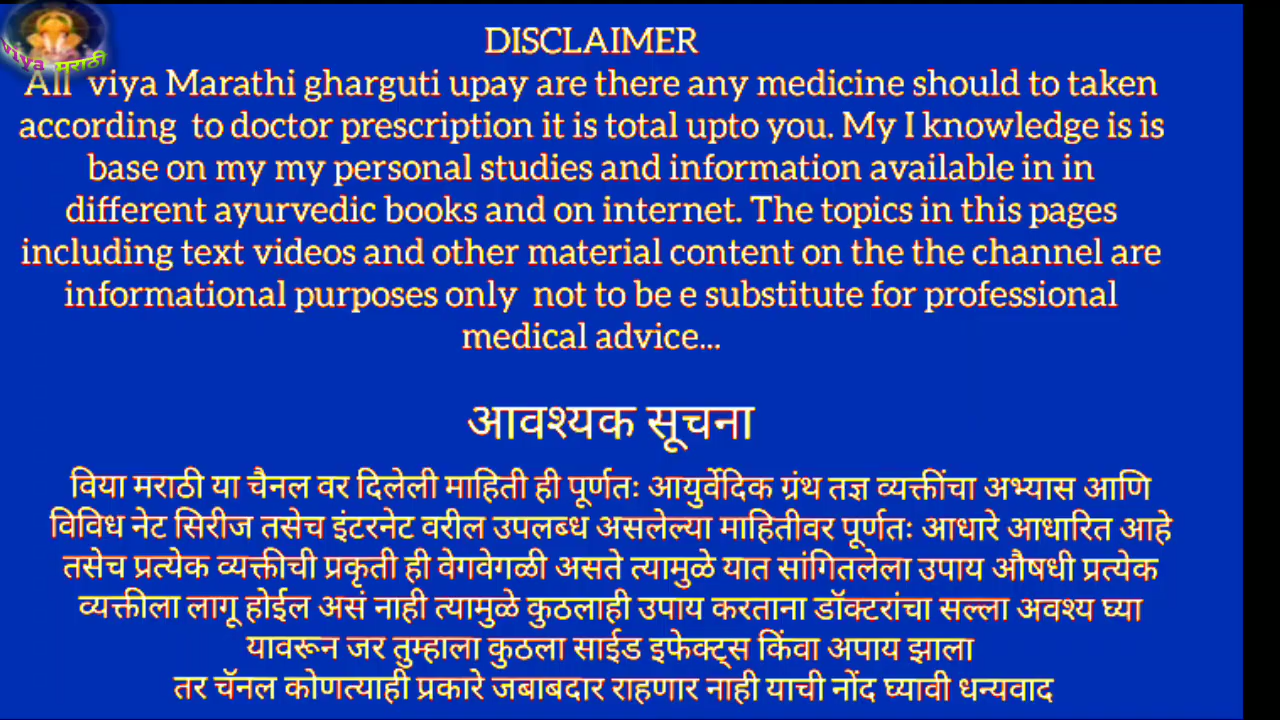 viya मराठी
DISCLAIMER
All viya Marathi gharguti upay are there any medicine should to taken
according to doctor prescription it is total upto you. My I knowledge is is
base on my my personal studies and information available in in
different ayurvedic books and on internet. The topics in this pages
including text videos and other material content on the the channel are
informational purposes only not to be e substitute for professional
medical advice...
आवश्यक सूचना
विया मराठी या चैनल वर दिलेली माहिती ही पूर्णतः आयुर्वेदिक ग्रंथ तज्ञ व्यक्तींचा अभ्यास आणि
विविध नेट सिरीज तसेच इंटरनेट वरील उपलब्ध असलेल्या माहितीवर पूर्णतः आधारे आधारित आहे
तसेच प्रत्येक व्यक्तीची प्रकृती ही वेगवेगळी असते त्यामुळे यात सांगितलेला उपाय औषधी प्रत्येक
व्यक्तीला लागू होईल असं नाही त्यामुळे कुठलाही उपाय करताना डॉक्टरांचा सल्ला अवश्य घ्या
यावरून जर तुम्हाला कुठला साईड इफेक्ट्स किंवा अपाय झाला
तर चॅनल कोणत्याही प्रकारे जबाबदार राहणार नाही याची नोंद घ्यावी धन्यवाद